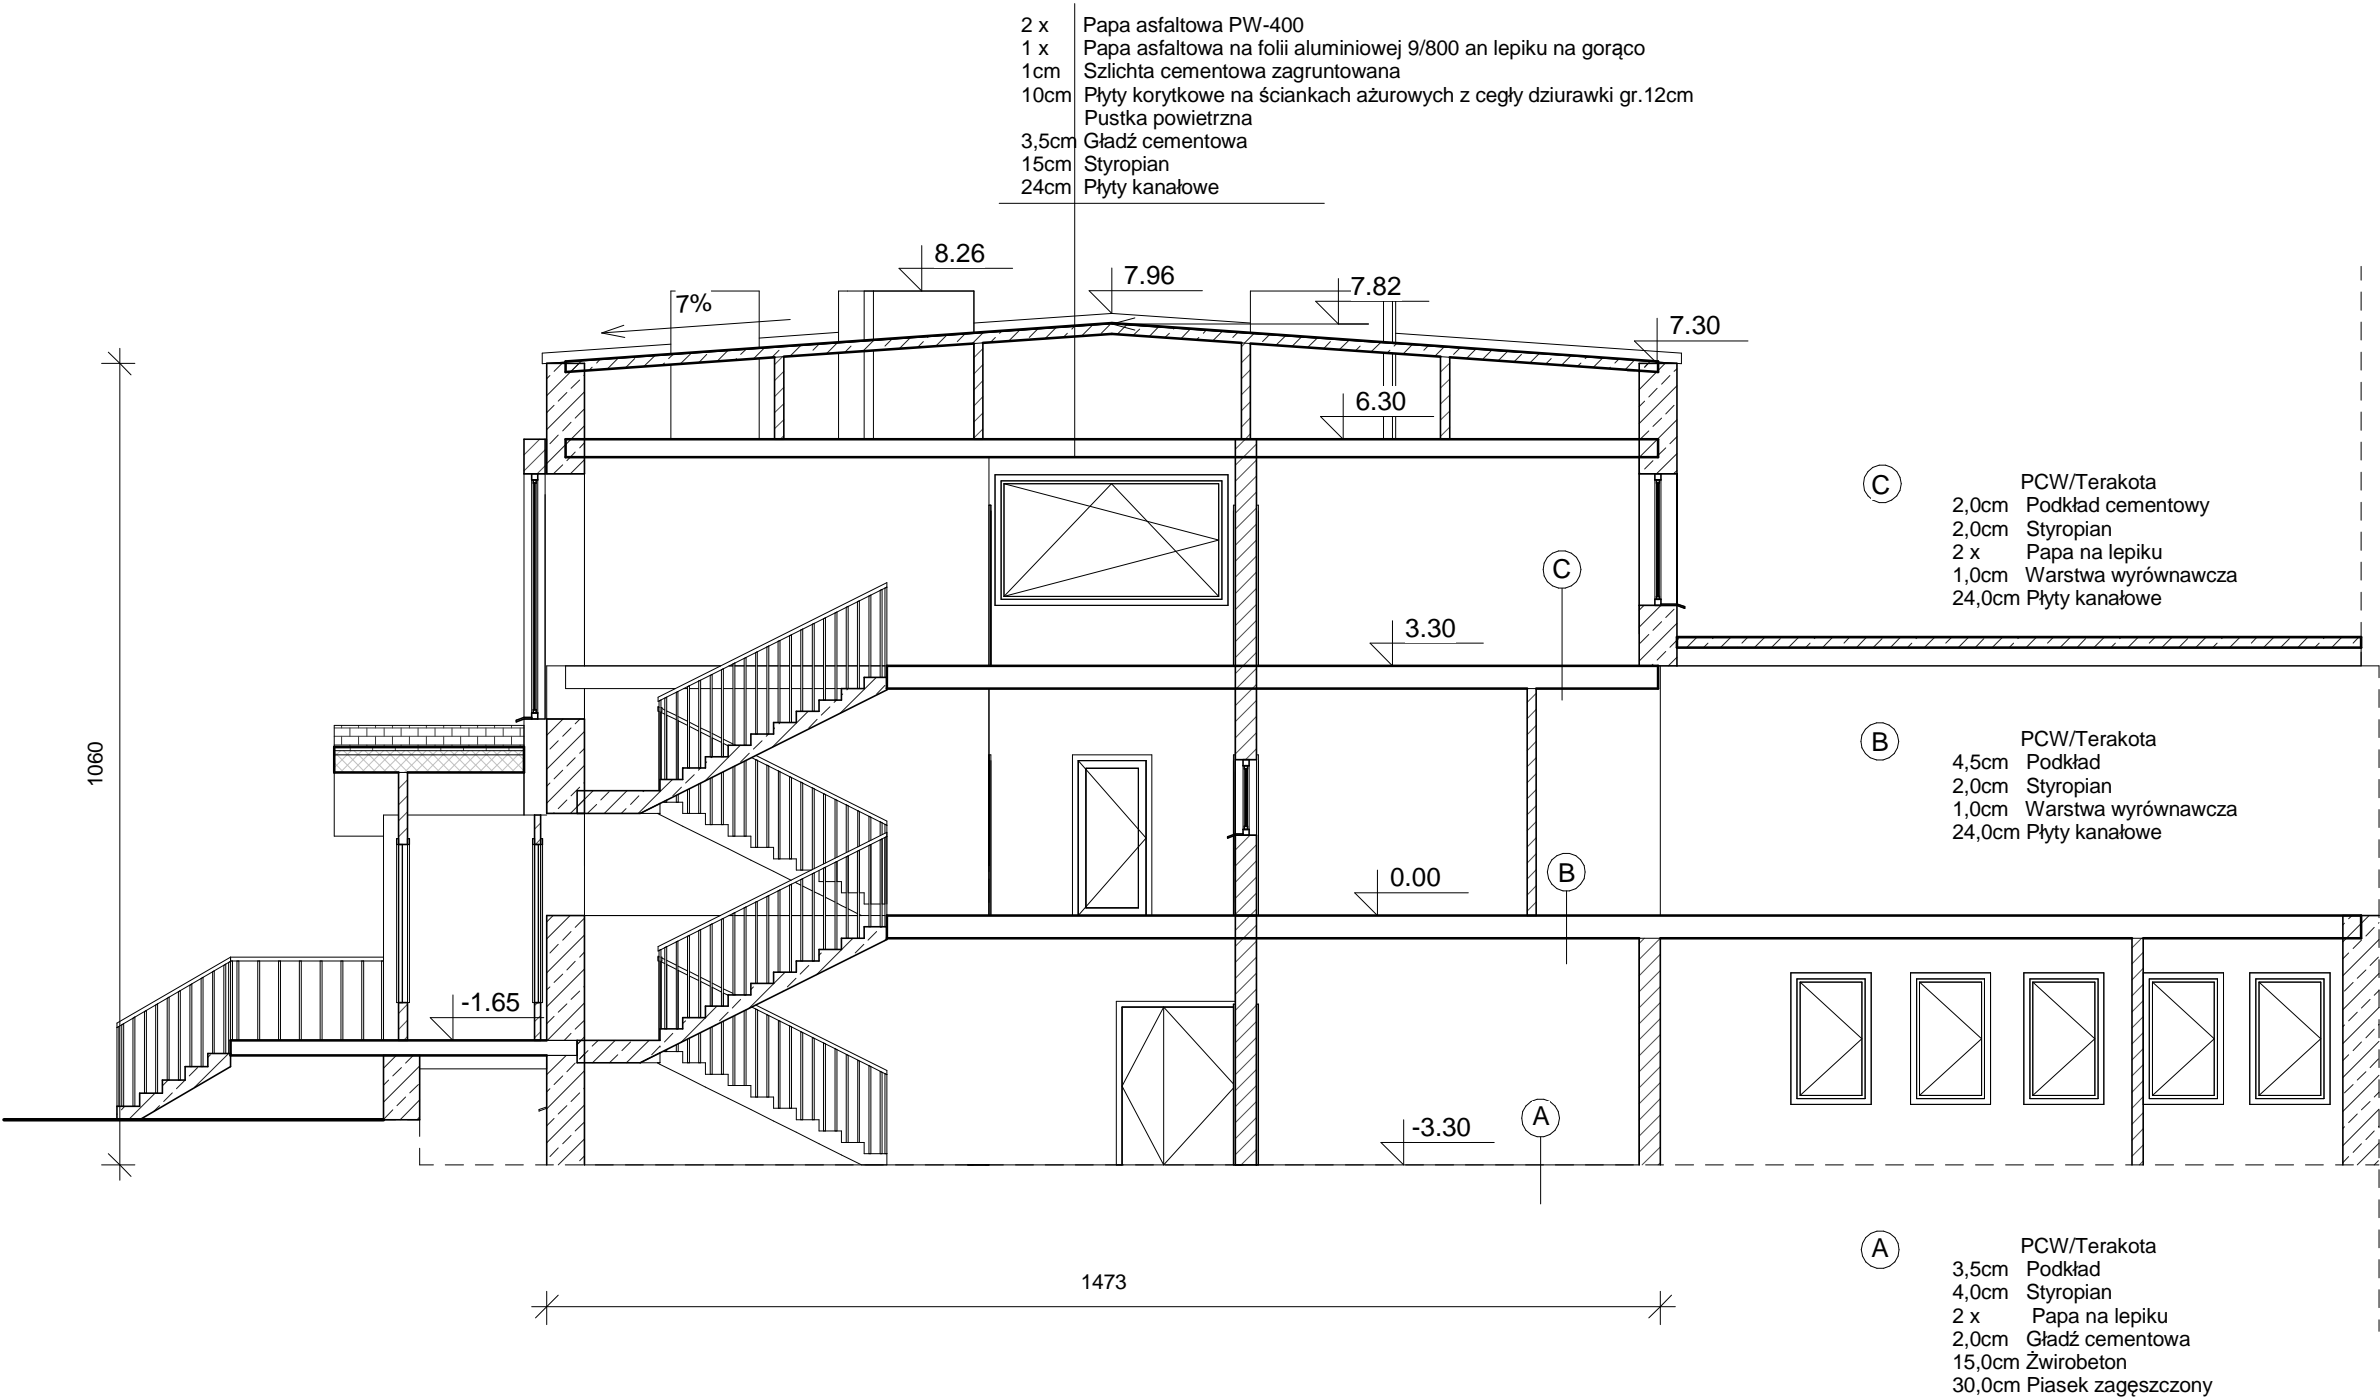 2 x Papa asfaltowa PW-400
1 x Papa asfaltowa na folii aluminiowej 9/800 an lepiku na gorąco
1cm Szlichta cementowa zagruntowana
10cm Płyty korytkowe na ściankach ażurowych z cegły dziurawki gr.12cm
Pustka powietrzna
3,5cm Gładź cementowa
15cm Styropian
24cm Płyty kanałowe
8.26
7.96
7.82
7%
7.30
6.30
C
PCW/Terakota
2,0cm Podkład cementowy
2,0cm Styropian
2 x Papa na lepiku
1,0cm Warstwa wyrównawcza
24,0cm Płyty kanałowe
C
3.30
1060
B
PCW/Terakota
4,5cm Podkład
2,0cm Styropian
1,0cm Warstwa wyrównawcza
24,0cm Płyty kanałowe
0.00
B
-1.65
-3.30
A
1473
A
PCW/Terakota
3,5cm Podkład
4,0cm Styropian
2 x Papa na lepiku
2,0cm Gładź cementowa
15,0cm Żwirobeton
30,0cm Piasek zagęszczony